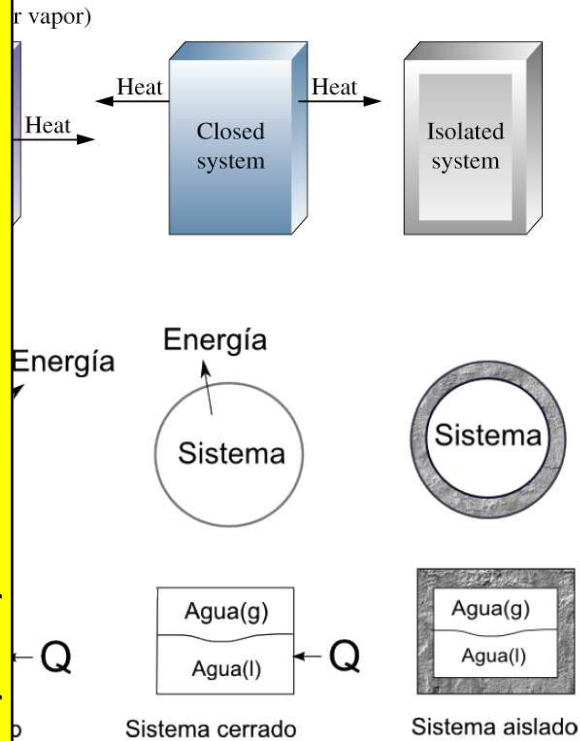 r vapor)
Heat
Heat
Heat
Closed
system
Isolated
system
Energía
Energía
Sistema
Sistema
Agua(g)
Agua(l)
Q
Q
Agua(g)
Agua(l)
Sistema cerrado
Sistema aislado